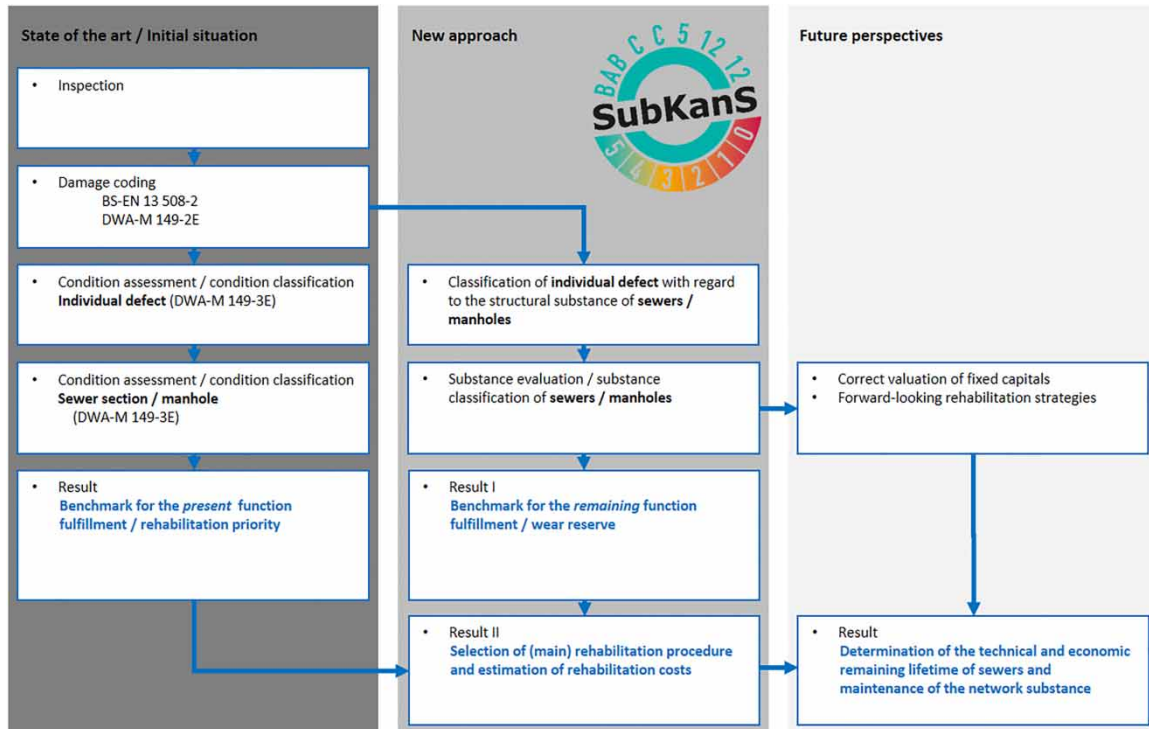 State of the art / Initial situation
• Inspection
• Damage coding
BS-EN 13 508-2
DWA-M 149-2E
• Condition assessment / condition classification
Individual defect (DWA-M 149-3E)
• Condition assessment / condition classification
Sewer section / manhole
(DWA-M 149-3E)
• Result
Benchmark for the present function
fulfillment / rehabilitation priority
New approach
BAB C C 5 12 12
SubKanS
5 4 3 2 1 0
• Classification of individual defect with regard
to the structural substance of sewers /
manholes
• Substance evaluation / substance
classification of sewers / manholes
• Result I
Benchmark for the remaining function
fulfillment / wear reserve
• Result II
Selection of (main) rehabilitation procedure
and estimation of rehabilitation costs
Future perspectives
• Correct valuation of fixed capitals
• Forward-looking rehabilitation strategies
• Result
Determination of the technical and economic
remaining lifetime of sewers and
maintenance of the network substance